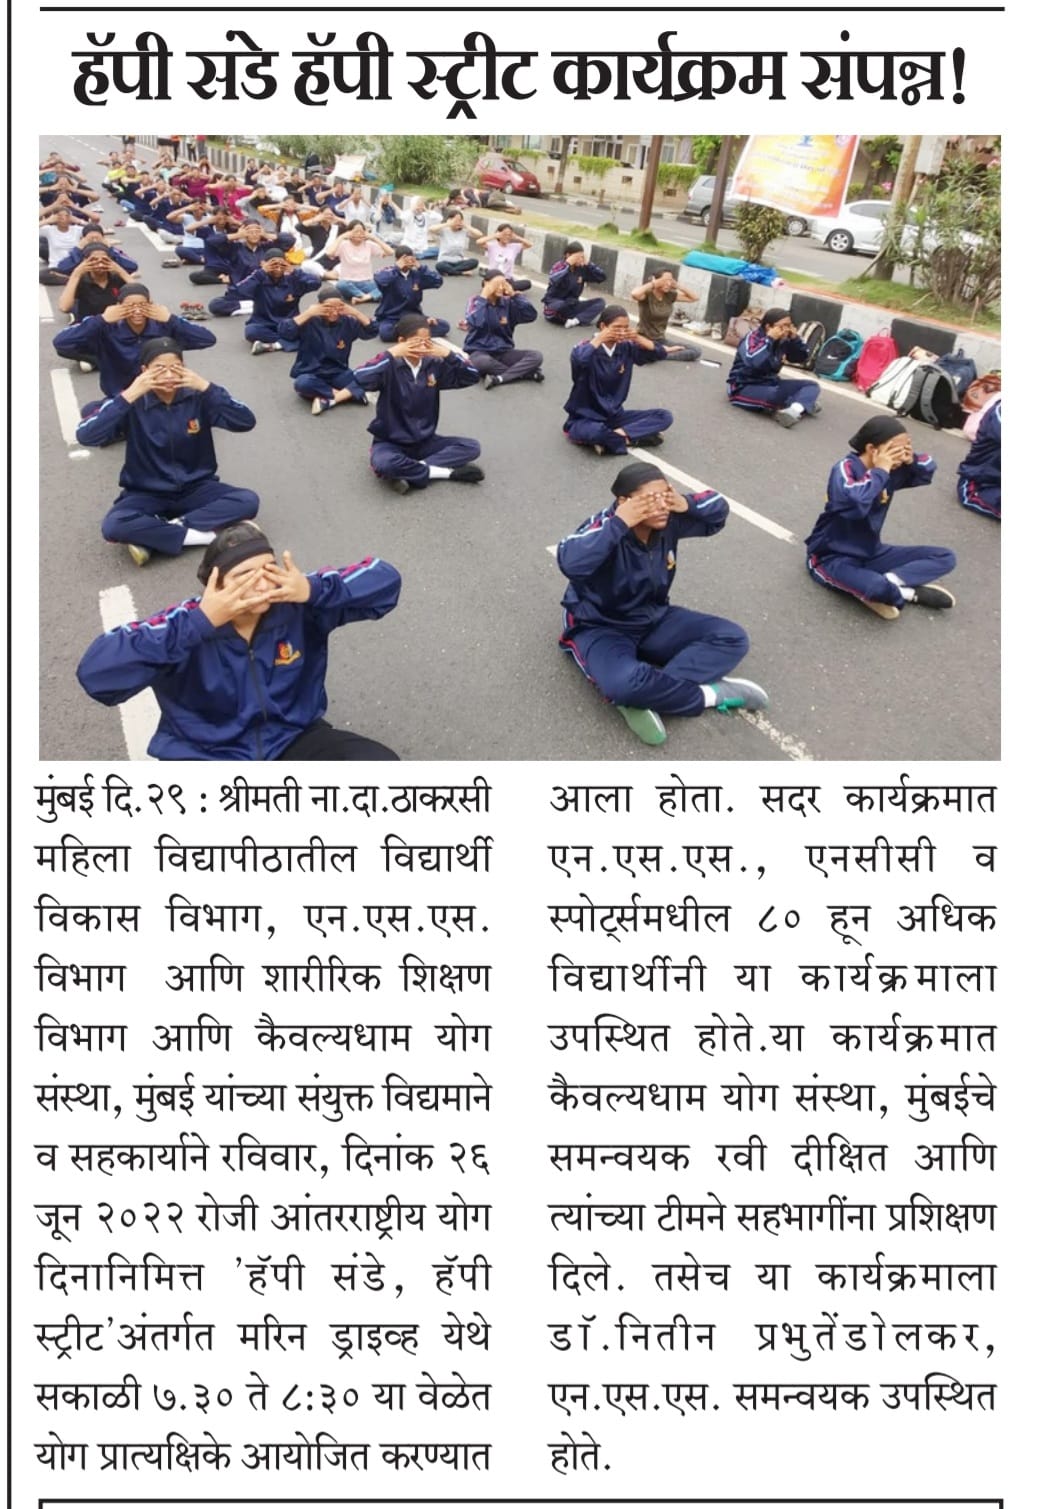 हॅपी संडे हॅपी स्ट्रीट कार्यक्रम संपन्न!
मुंबई दि.२९ : श्रीमती ना.दा.ठाकरसी
महिला विद्यापीठातील विद्यार्थी
विकास विभाग, एन.एस.एस.
विभाग आणि शारीरिक शिक्षण
विभाग आणि कैवल्यधाम योग
संस्था, मुंबई यांच्या संयुक्त विद्यमाने
व सहकार्याने रविवार, दिनांक २६
जून २०२२ रोजी आंतरराष्ट्रीय योग
दिनानिमित्त 'हॅपी संडे, हॅपी
स्ट्रीट'अंतर्गत मरिन ड्राइव्ह येथे
सकाळी ७.३० ते ८:३० या वेळेत
योग प्रात्यक्षिके आयोजित करण्यात
आला होता. सदर कार्यक्रमात
एन.एस.एस., एनसीसी व
स्पोर्ट्समधील ८० हून अधिक
विद्यार्थीनी या कार्यक्रमाला
उपस्थित होते.या कार्यक्रमात
कैवल्यधाम योग संस्था, मुंबईचे
समन्वयक रवी दीक्षित आणि
त्यांच्या टीमने सहभागींना प्रशिक्षण
दिले. तसेच या कार्यक्रमाला
डॉ.नितीन प्रभुतेंडोलकर,
एन.एस.एस. समन्वयक उपस्थित
होते.